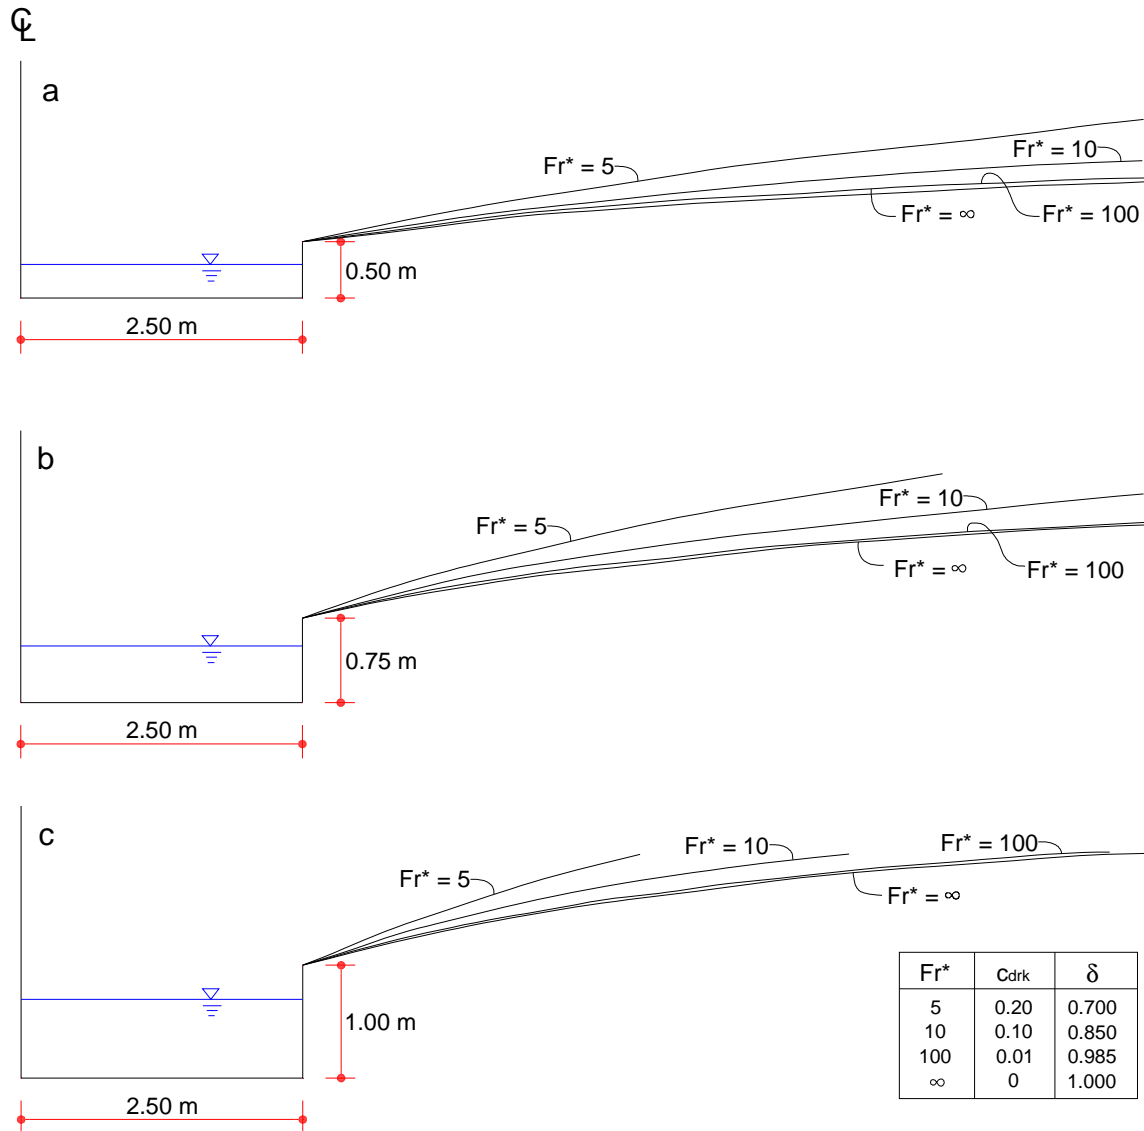 ℄
a
Fr* = 5
Fr* = 10
Fr* = ∞
Fr* = 100
0.50 m
2.50 m
b
Fr* = 5
Fr* = 10
Fr* = ∞
Fr* = 100
0.75 m
2.50 m
c
Fr* = 5
Fr* = 10
Fr* = 100
Fr* = ∞
1.00 m
2.50 m
Fr* Cdrk δ
5 0.20 0.700
10 0.10 0.850
100 0.01 0.985
∞ 0 1.000